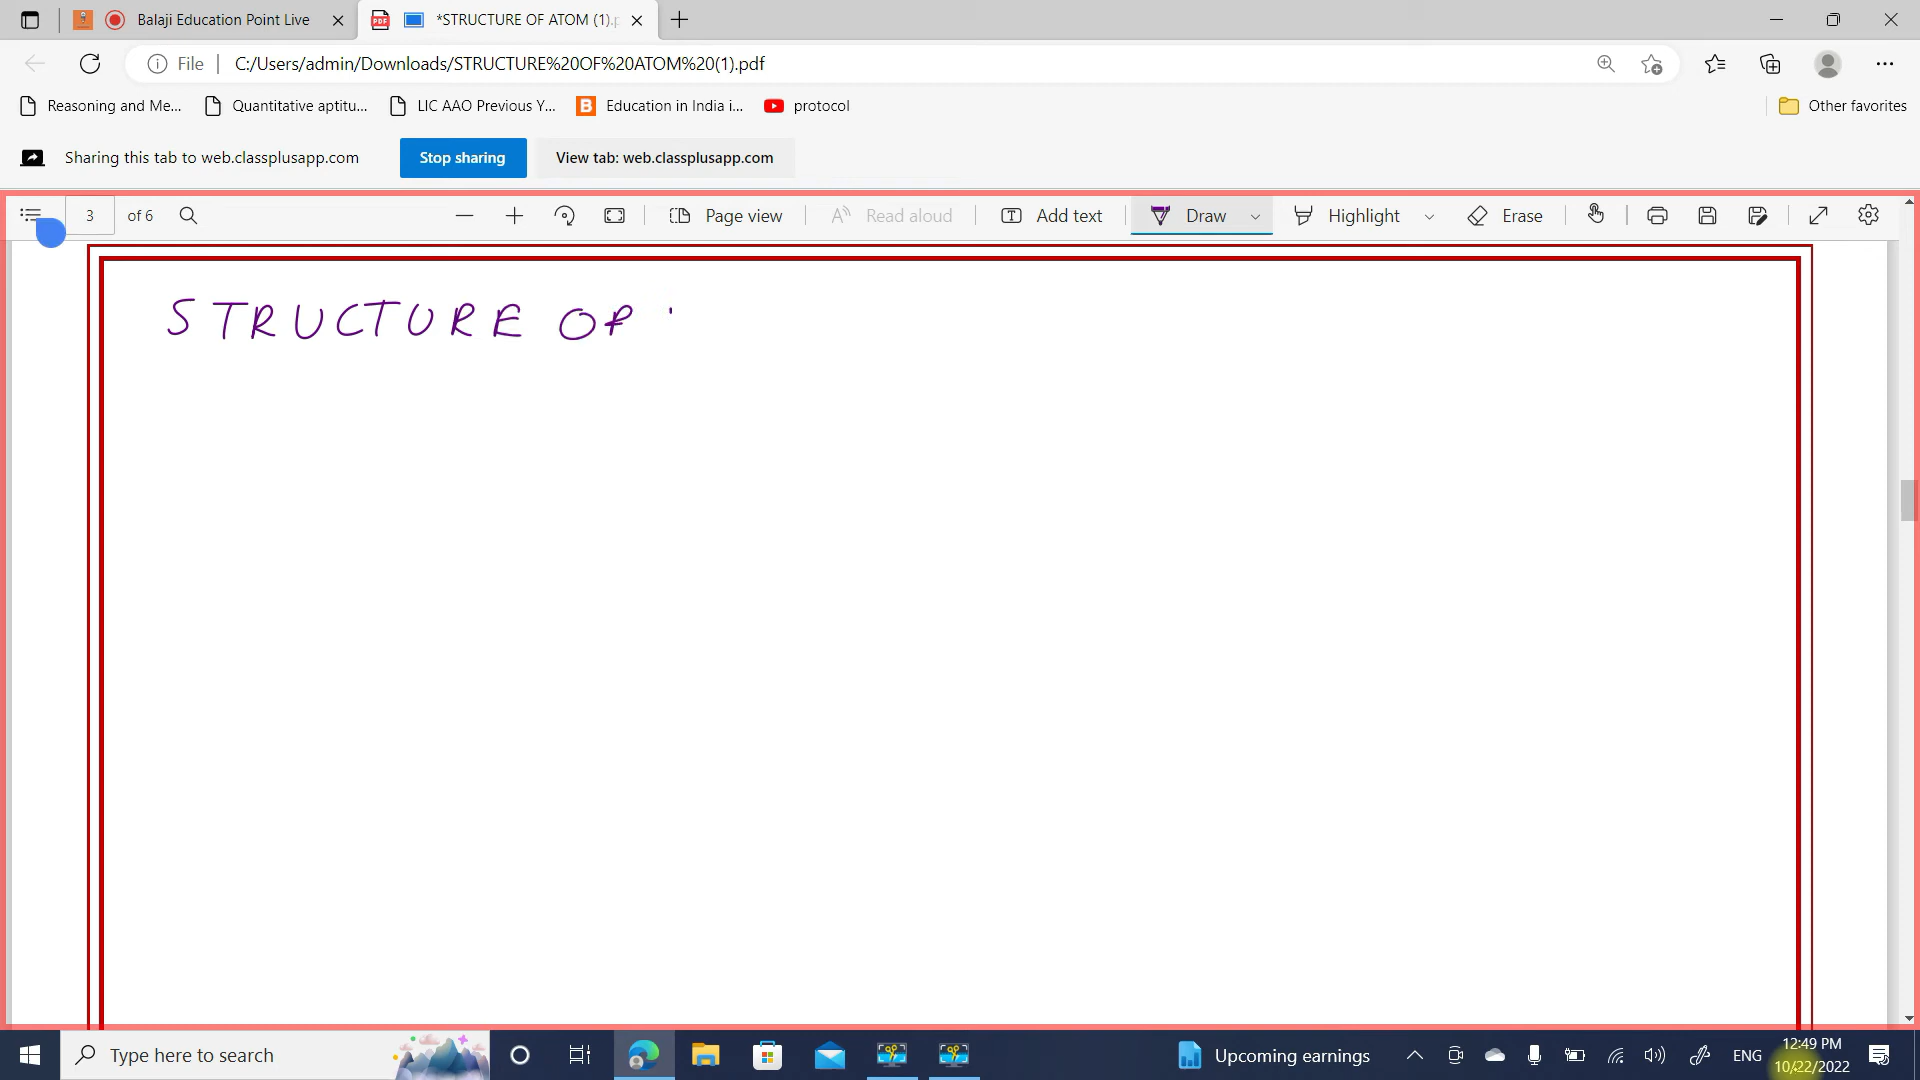 Balaji Education Point Live
*STRUCTURE OF ATOM (1).p
File C:/Users/admin/Downloads/STRUCTURE%20OF%20ATOM%20(1).pdf
Reasoning and Me... Quantitative aptitu... LIC AAO Previous Y... Education in India i... protocol Other favorites
Sharing this tab to web.classplusapp.com Stop sharing View tab: web.classplusapp.com
3 of 6 Page view Read aloud Add text Draw Highlight Erase
STRUCTURE OF
Type here to search Upcoming earnings ENG 12:49 PM
10/22/2022